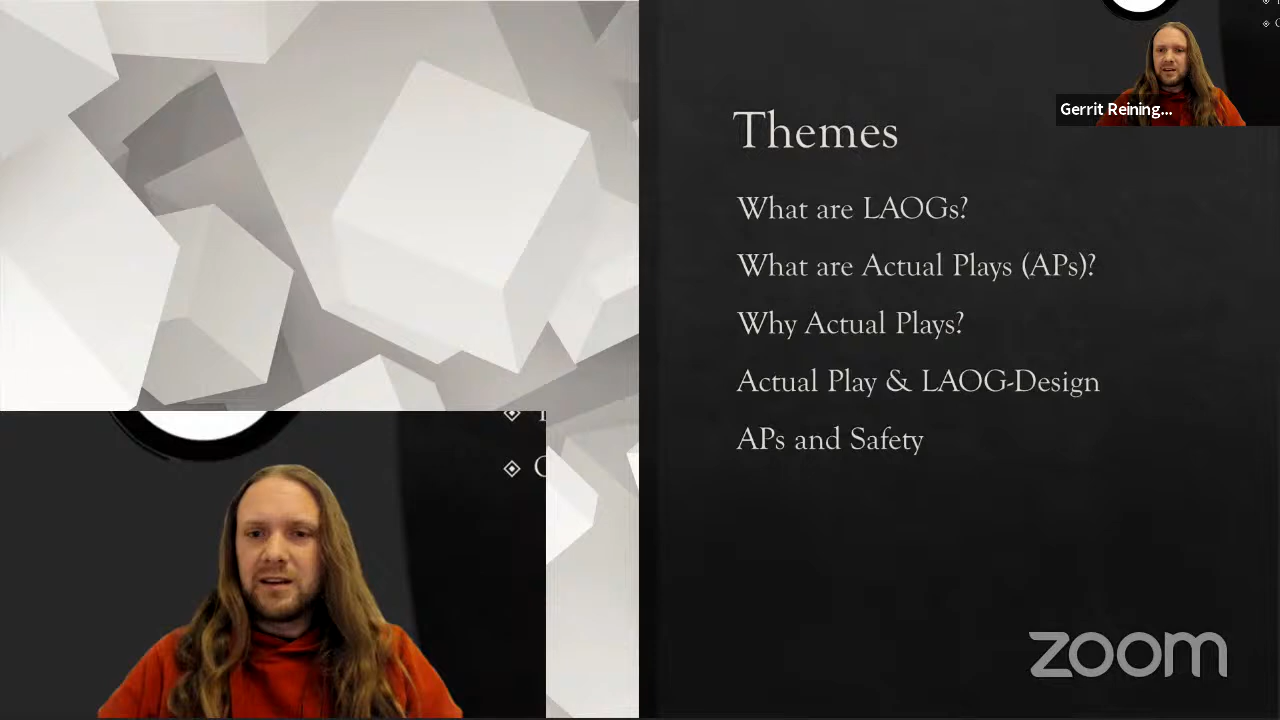 Gerrit Reining...
Themes
What are LAOGs?
What are Actual Plays (APs)?
Why Actual Plays?
Actual Play & LAOG-Design
APs and Safety
zoom